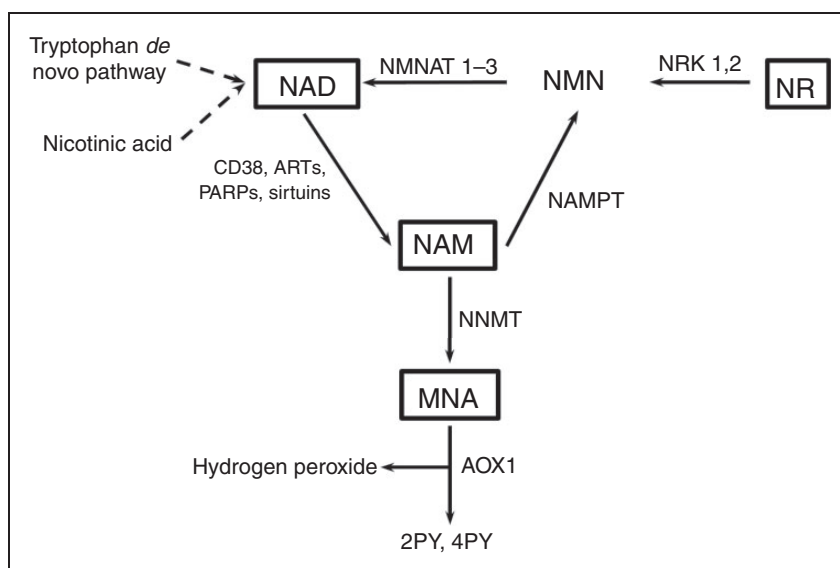 Tryptophan de
novo pathway
NAD
NMNAT 1–3
NMN
NRK 1,2
NR
Nicotinic acid
CD38, ARTs,
PARPs, sirtuins
NAMPT
NAM
NNMT
MNA
Hydrogen peroxide
AOX1
2PY, 4PY